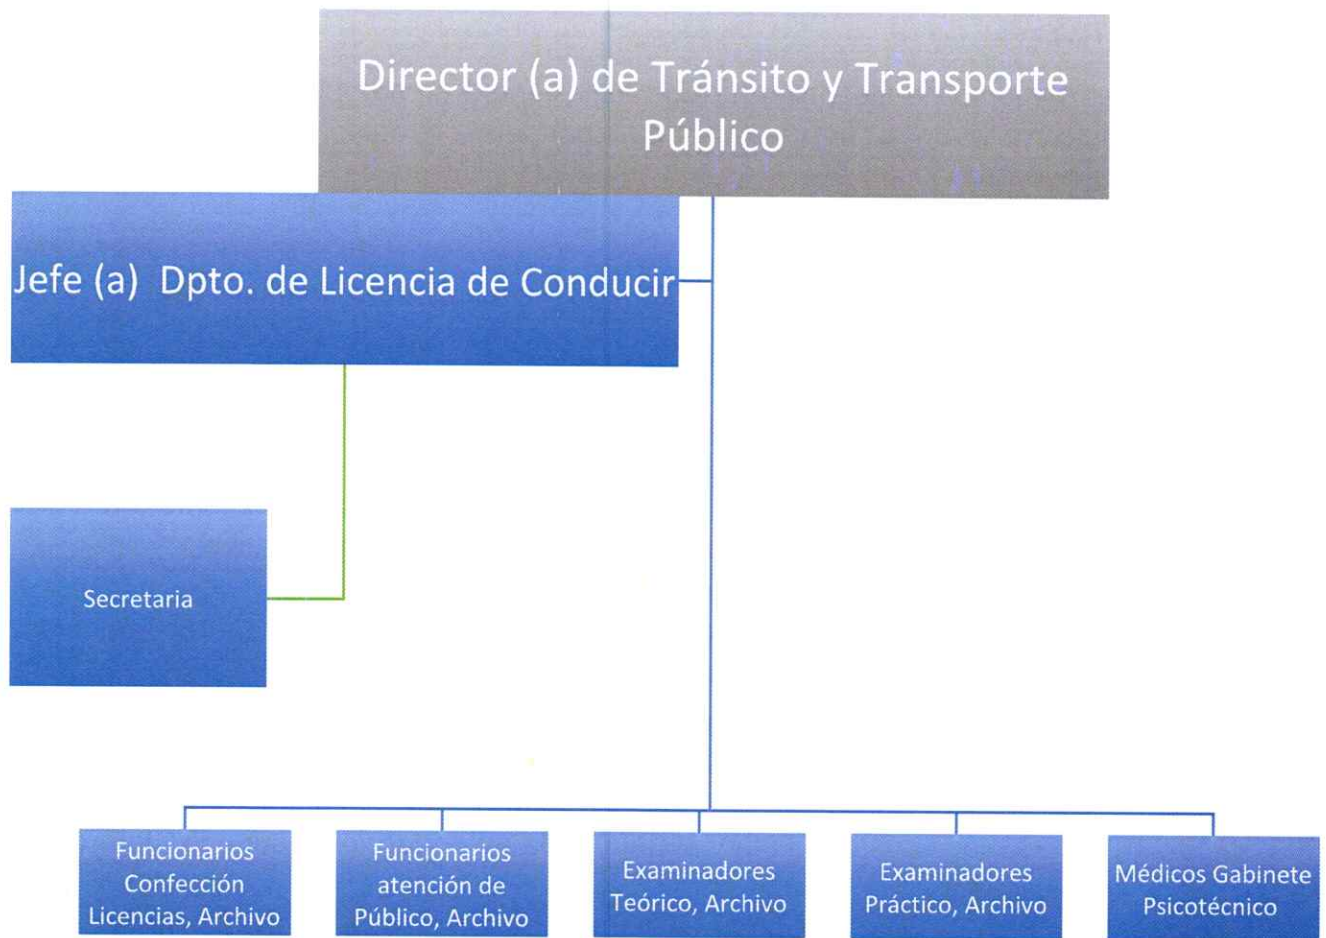 Director (a) de Tránsito y Transporte
Público
Jefe (a) Dpto. de Licencia de Conducir
Secretaria
Funcionarios
Confección
Licencias, Archivo
Funcionarios
atención de
Público, Archivo
Examinadores
Teórico, Archivo
Examinadores
Práctico, Archivo
Médicos Gabinete
Psicotécnico